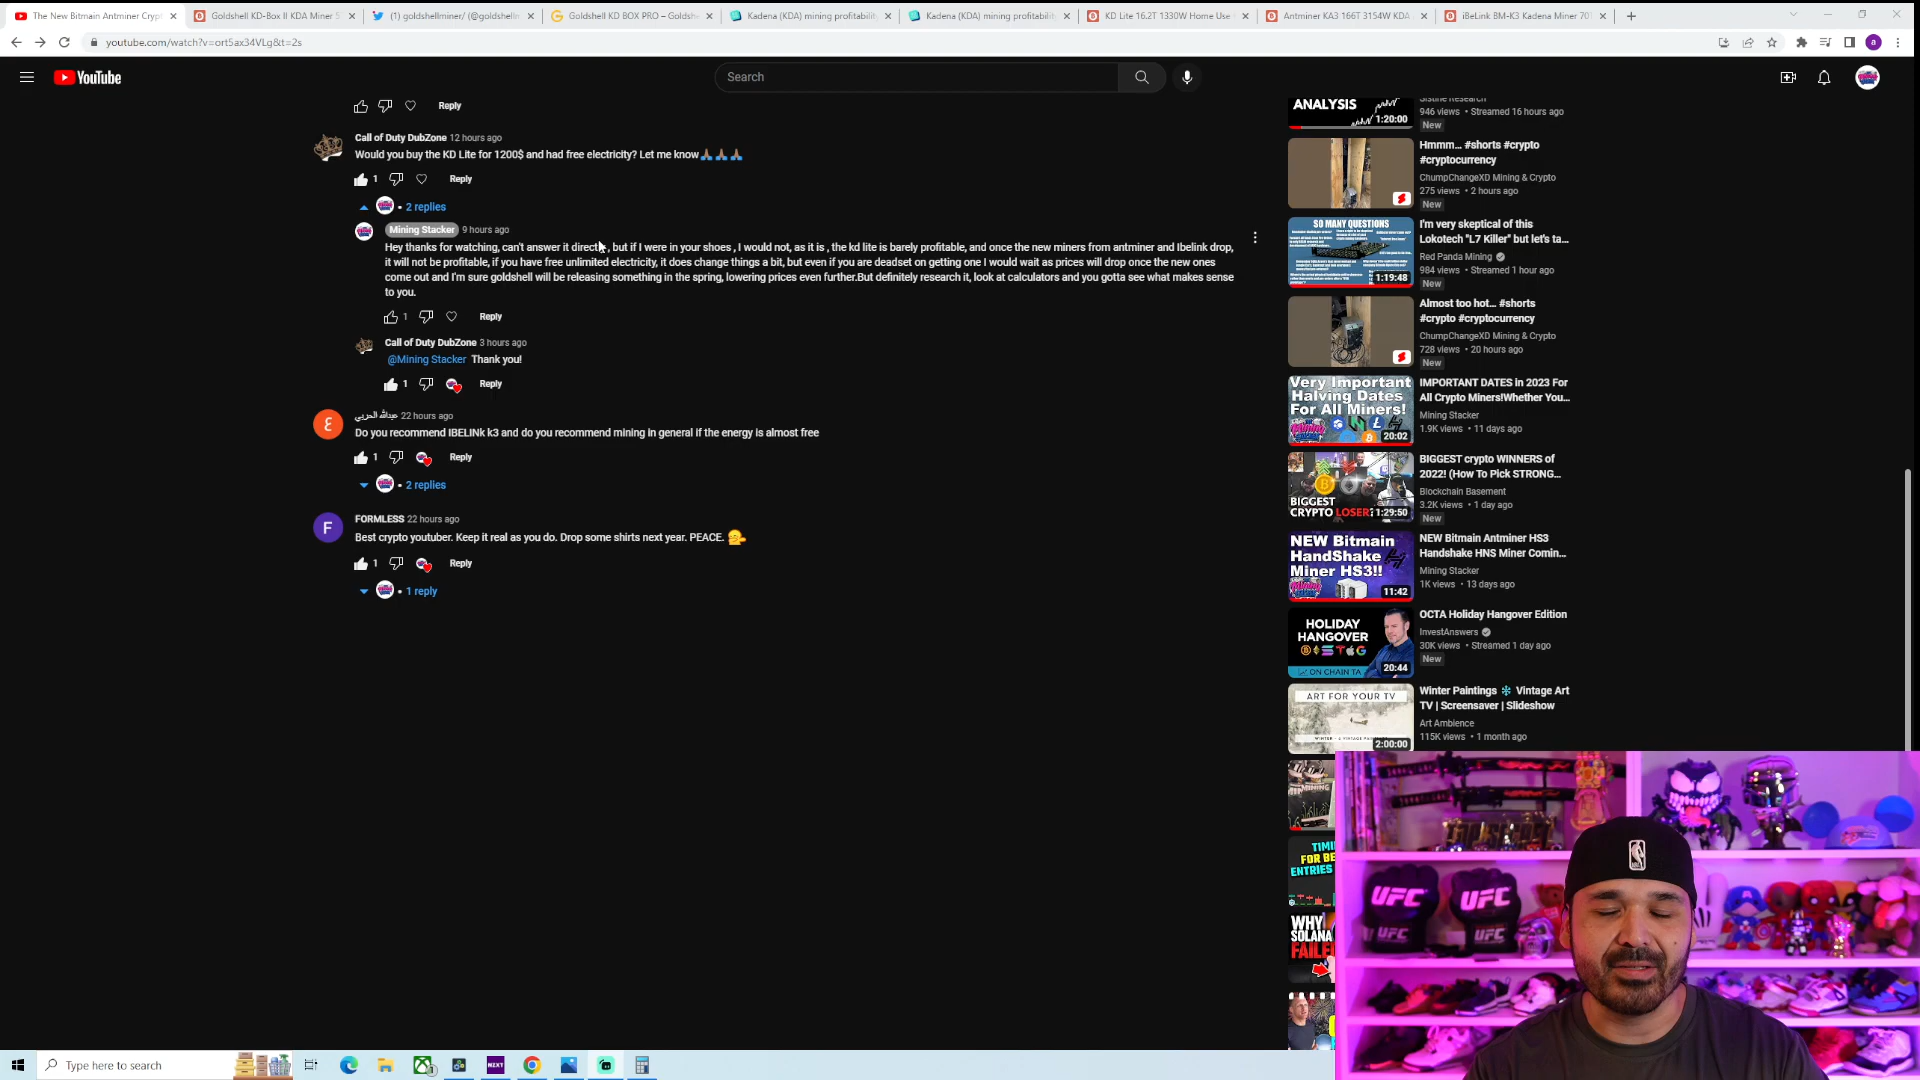 The New Bitmain Antminer Cryp
Goldshell KD-Box II KDA Miner 5
(1) goldshellminer/ (@goldshellm
Goldshell KD BOX PRO – Goldsh
Kadena (KDA) mining profitabilit
Kadena (KDA) mining profitabilit
KD Lite 16.2T 1330W Home Use
Antminer KA3 166T 3154W KDA
iBeLink BM-K3 Kadena Miner 70
youtube.com/watch?v=ort5ax34VLg&t=2s
a
YouTube
Search
Reply
Call of Duty DubZone 12 hours ago
Would you buy the KD Lite for 1200$ and had free electricity? Let me know🙏🏽🙏🏽🙏🏽
1 Reply
2 replies
Mining Stacker 9 hours ago
Hey thanks for watching, can't answer it directly , but if I were in your shoes , I would not, as it is , the kd lite is barely profitable, and once the new miners from antminer and Ibelink drop,
it will not be profitable, if you have free unlimited electricity, it does change things a bit, but even if you are deadset on getting one I would wait as prices will drop once the new ones
come out and I'm sure goldshell will be releasing something in the spring, lowering prices even further.But definitely research it, look at calculators and you gotta see what makes sense
to you.
1 Reply
Call of Duty DubZone 3 hours ago
@Mining Stacker Thank you!
1 Reply
ع
عبدالله الحربي 22 hours ago
Do you recommend IBELINk k3 and do you recommend mining in general if the energy is almost free
1 Reply
2 replies
F
FORMLESS 22 hours ago
Best crypto youtuber. Keep it real as you do. Drop some shirts next year. PEACE.
1 Reply
1 reply
ANALYSIS
1:20:00
Sistine Research
946 views • Streamed 16 hours ago
New
Hmmm... #shorts #crypto
#cryptocurrency
ChumpChangeXD Mining & Crypto
275 views • 2 hours ago
New
SO MANY QUESTIONS
1:19:48
I'm very skeptical of this
Lokotech "L7 Killer" but let's ta...
Red Panda Mining
984 views • Streamed 1 hour ago
New
Almost too hot... #shorts
#crypto #cryptocurrency
ChumpChangeXD Mining & Crypto
728 views • 20 hours ago
New
Very Important
Halving Dates
For All Miners!
20:02
IMPORTANT DATES in 2023 For
All Crypto Miners!Whether You...
Mining Stacker
1.9K views • 11 days ago
BIGGEST
CRYPTO LOSER?
1:29:50
BIGGEST crypto WINNERS of
2022! (How To Pick STRONG...
Blockchain Basement
3.2K views • 1 day ago
New
NEW Bitmain
HandShake
Miner HS3!!
11:42
NEW Bitmain Antminer HS3
Handshake HNS Miner Comin...
Mining Stacker
1K views • 13 days ago
HOLIDAY
HANGOVER
ON CHAIN TA
20:44
OCTA Holiday Hangover Edition
InvestAnswers
30K views • Streamed 1 day ago
New
ART FOR YOUR TV
2:00:00
Winter Paintings ❄ Vintage Art
TV | Screensaver | Slideshow
Art Ambience
115K views • 1 month ago
MINING
TIMI
FOR BE
ENTRIES
WHY
SOLANA
FAILED
UFC
UFC
Type here to search
NEXT